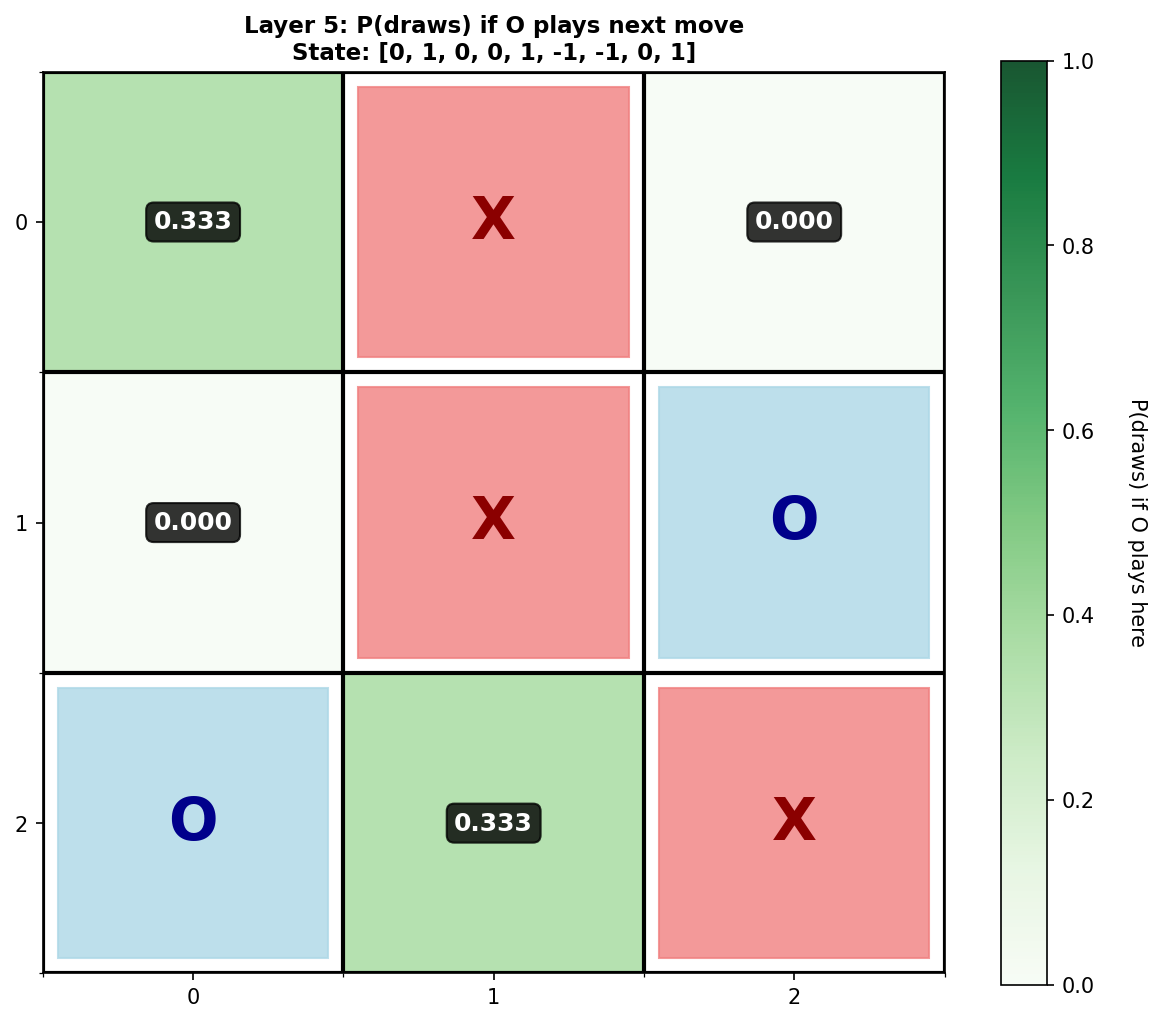 Layer 5: P(draws) if O plays next move
State: [0, 1, 0, 0, 1, -1, -1, 0, 1]
0
0.333
X
0.000
1
0.000
X
O
2
O
0.333
X
0
1
2
1.0
0.8
0.6
0.4
0.2
0.0
P(draws) if O plays here